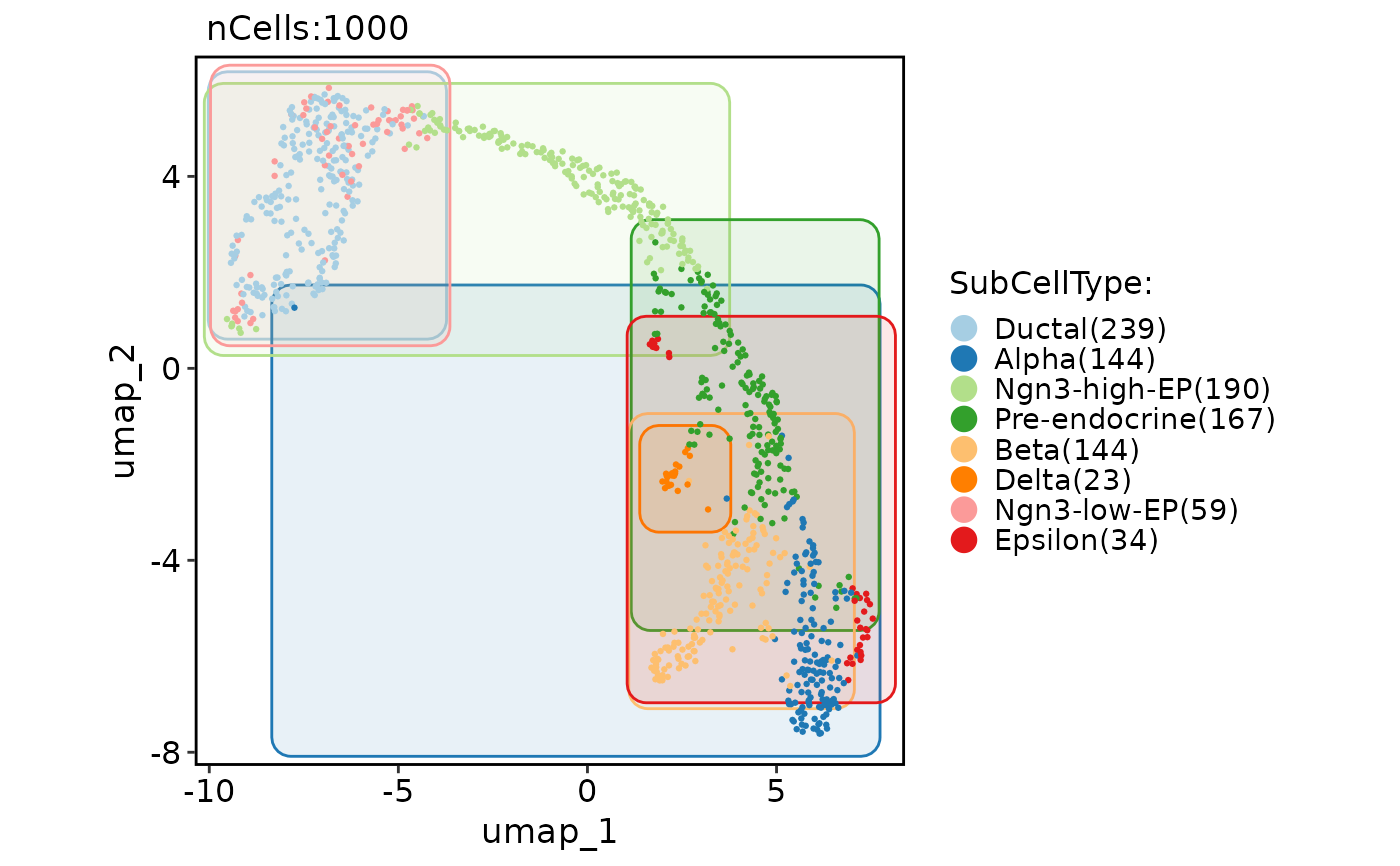 nCells:1000
umap_2
4
0
-4
-8
-10
-5
0
5
umap_1
SubCellType:
Ductal(239)
Alpha(144)
Ngn3-high-EP(190)
Pre-endocrine(167)
Beta(144)
Delta(23)
Ngn3-low-EP(59)
Epsilon(34)